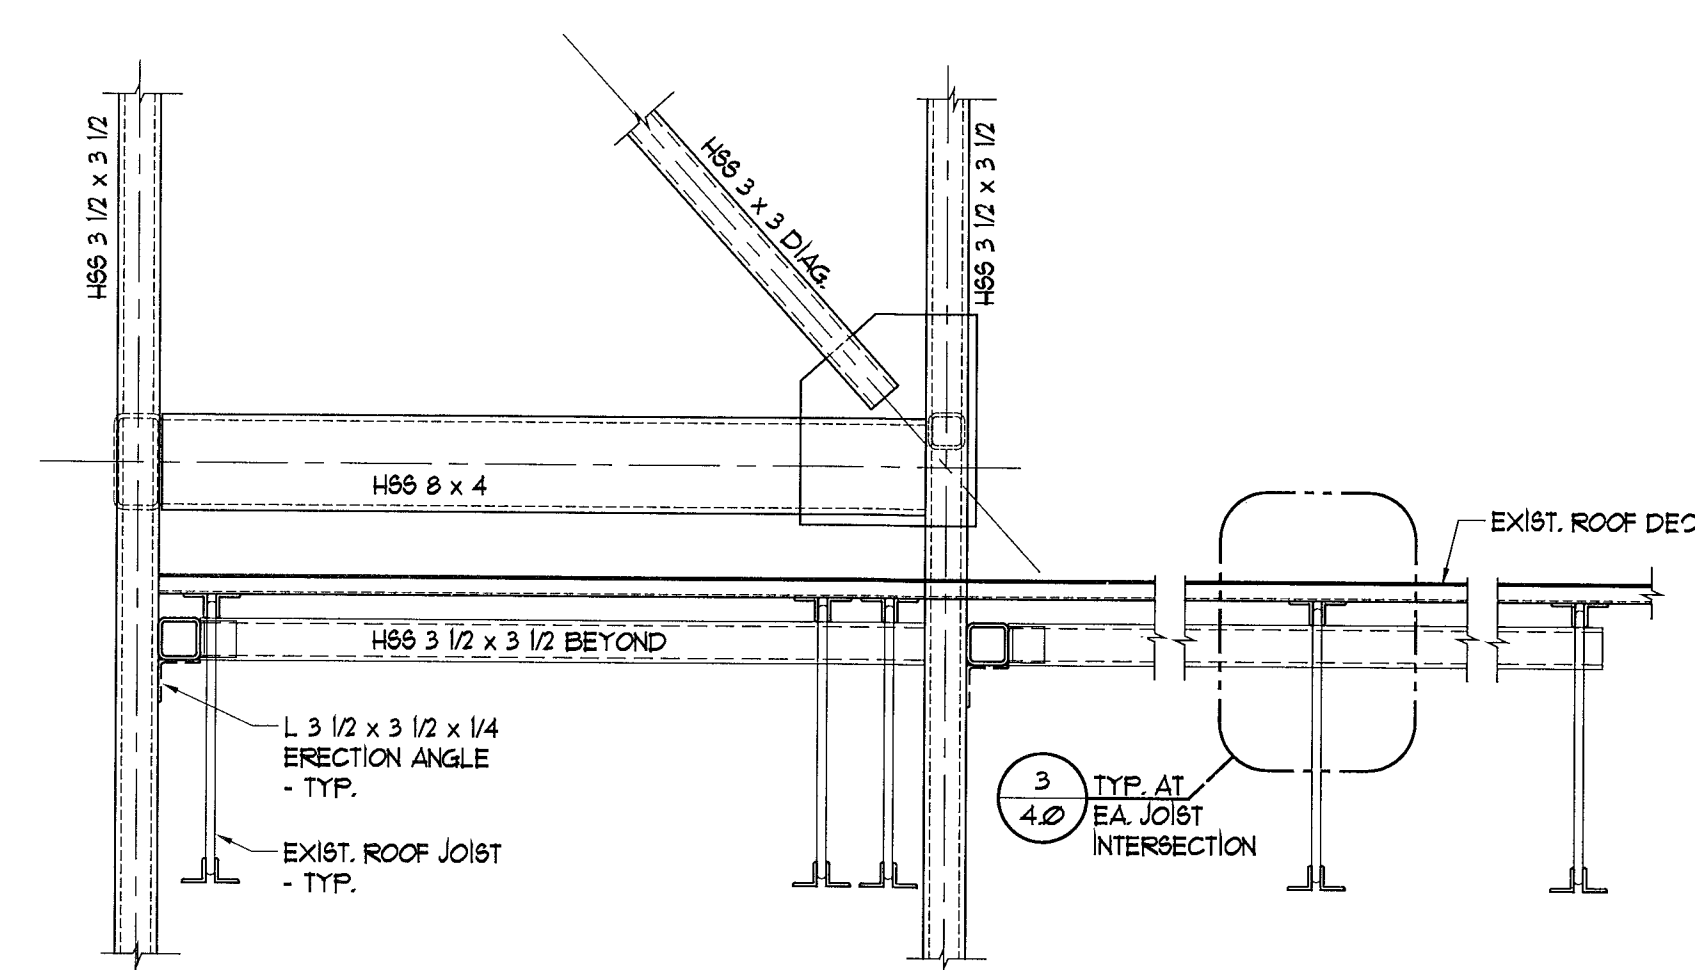 HSS 3 1/2 x 3 1/2
HSS 3 x 3 DIAG.
HSS 3 1/2 x 3 1/2
HSS 8 x 4
EXIST. ROOF DEC
HSS 3 1/2 x 3 1/2 BEYOND
L 3 1/2 x 3 1/2 x 1/4
ERECTION ANGLE
- TYP.
EXIST. ROOF JOIST
- TYP.
3
4.0
TYP. AT
EA. JOIST
INTERSECTION